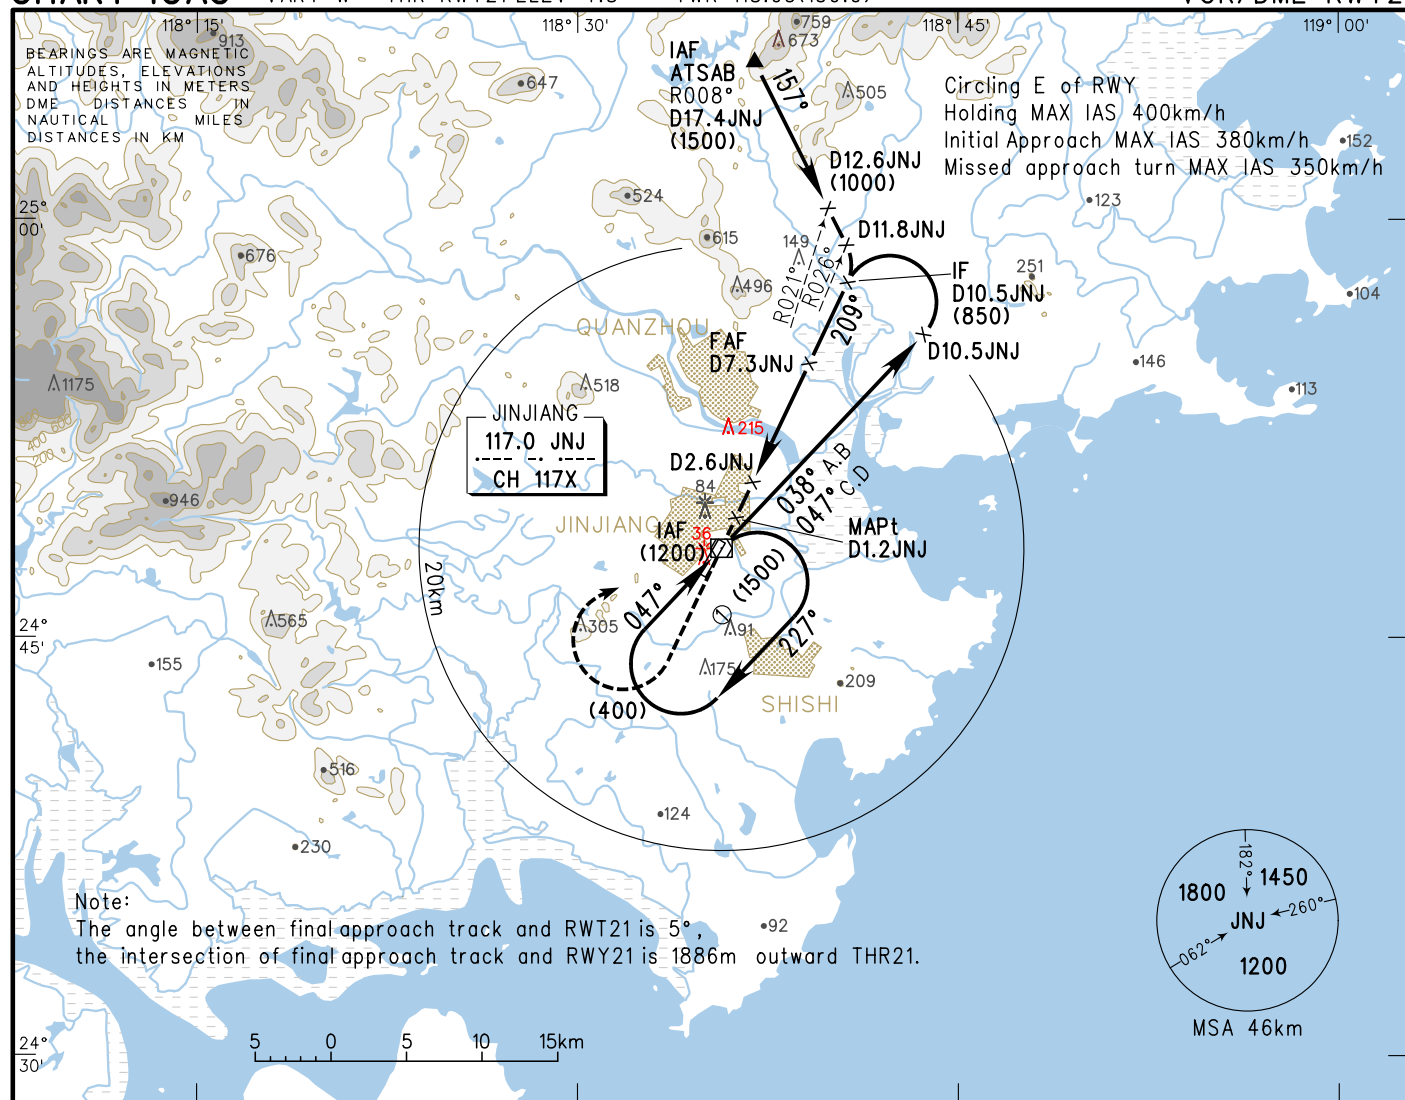 118° 15'
118° 30'
118° 45'
119° 00'
BEARINGS ARE MAGNETIC
ALTITUDES, ELEVATIONS
AND HEIGHTS IN METERS
DME DISTANCES IN
NAUTICAL MILES
DISTANCES IN KM
913
647
759
673
505
IAF
ATSAB
R008°
D17.4JNJ
(1500)
157°
Circling E of RWY
Holding MAX IAS 400km/h
Initial Approach MAX IAS 380km/h
Missed approach turn MAX IAS 350km/h
152
D12.6JNJ
(1000)
524
123
25°
00'
D11.8JNJ
615
149
676
R021°
R026°
IF
D10.5JNJ
(850)
251
496
104
209°
QUANZHOU
FAF
D7.3JNJ
D10.5JNJ
146
1175
518
113
JINJIANG
117.0 JNJ
CH 117X
215
400
600
200
D2.6JNJ
038° A.B
047° C.D
84
946
JINJIANG
IAF
(1200)
36
MAPt
D1.2JNJ
20km
047°
(1500)
1
227°
565
305
91
24°
45'
155
175
209
(400)
SHISHI
516
124
230
182°
1800
1450
JNJ
260°
062°
1200
MSA 46km
Note:
The angle between final approach track and RWT21 is 5°,
the intersection of final approach track and RWY21 is 1886m outward THR21.
92
5 0 5 10 15km
24°
30'